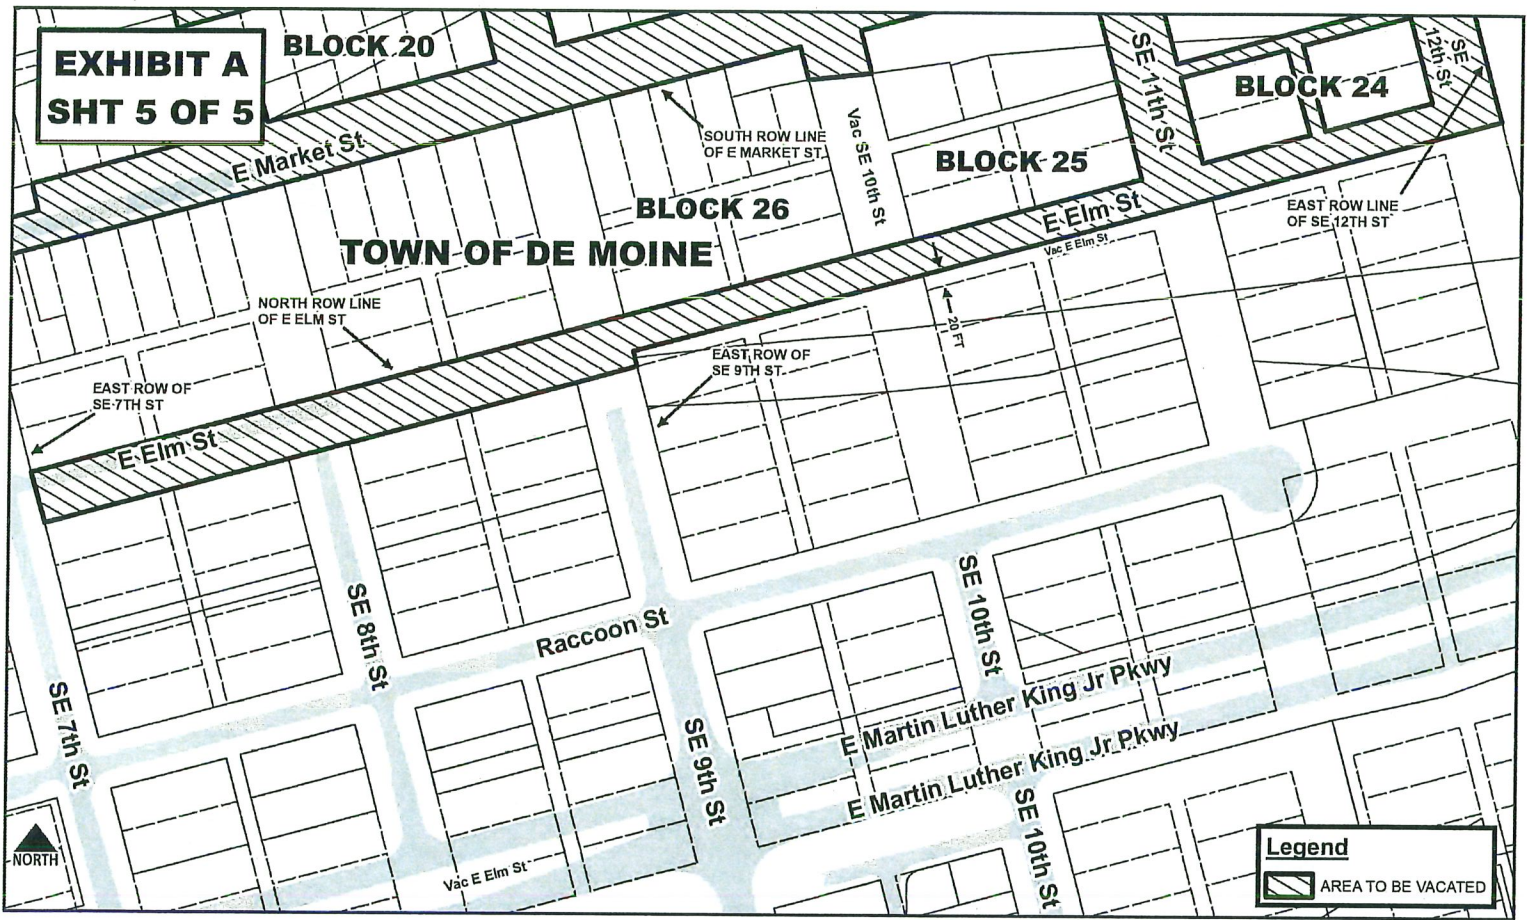 EXHIBIT A
SHT 5 OF 5
BLOCK 20
E Market St
SOUTH ROW LINE
OF E MARKET ST
Vac SE 10th St
BLOCK 25
SE 11th St
BLOCK 24
SE
12th St
EAST ROW LINE
OF SE 12TH ST
BLOCK 26
TOWN OF DE MOINE
E Elm St
Vac E Elm St
NORTH ROW LINE
OF E ELM ST
20 FT
EAST ROW OF
SE 9TH ST
EAST ROW OF
SE 7TH ST
E Elm St
SE 7th St
SE 8th St
Raccoon St
SE 9th St
SE 10th St
E Martin Luther King Jr Pkwy
E Martin Luther King Jr Pkwy
SE 10th St
Vac E Elm St
NORTH
Legend
AREA TO BE VACATED